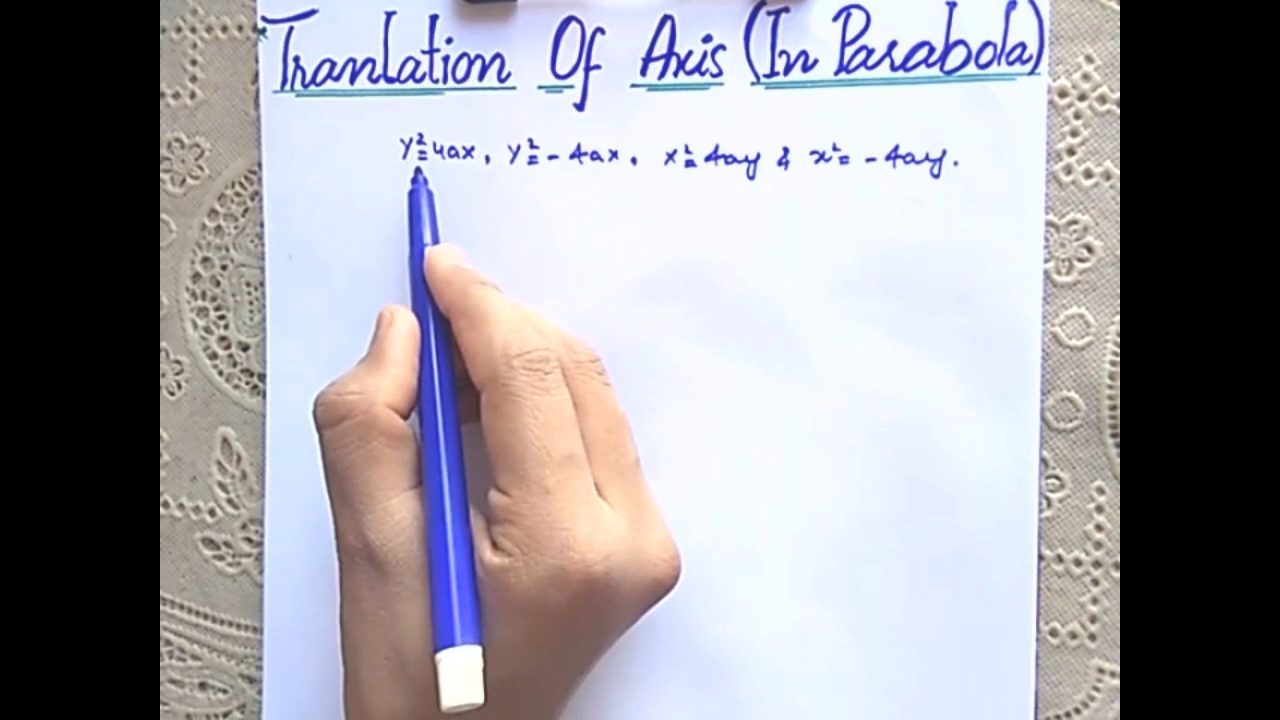 Tranlation Of Axis (In Parabola)
y²=4ax, y²=-4ax, x²=4ay & x²=-4ay.